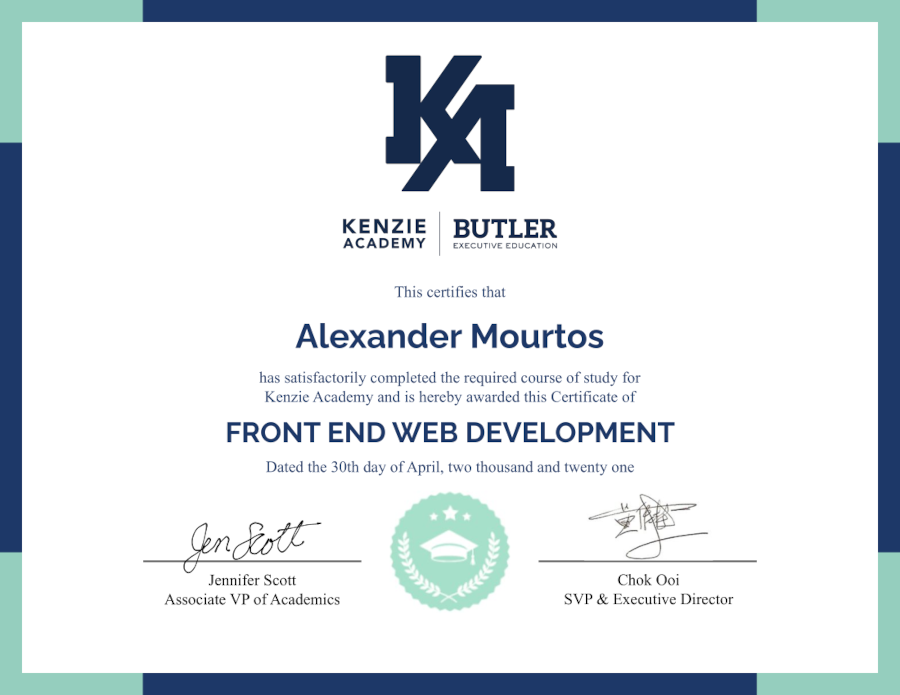 KA
KENZIE ACADEMY
BUTLER EXECUTIVE EDUCATION
This certifies that
Alexander Mourtos
has satisfactorily completed the required course of study for
Kenzie Academy and is hereby awarded this Certificate of
FRONT END WEB DEVELOPMENT
Dated the 30th day of April, two thousand and twenty one
Jen Scott
Jennifer Scott
Associate VP of Academics
Chok Ooi
SVP & Executive Director